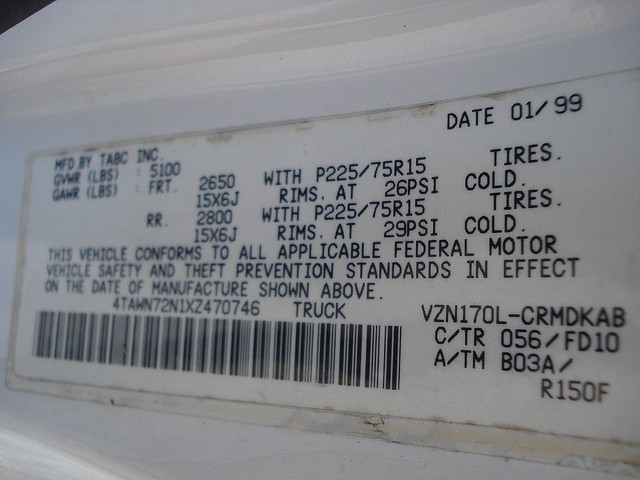 DATE 01/99
MFD BY TABC INC.
GVWR (LBS) : 5100
GAWR (LBS) : FRT. 2650 WITH P225/75R15 TIRES.
15X6J RIMS. AT 26PSI COLD.
RR. 2800 WITH P225/75R15 TIRES.
15X6J RIMS. AT 29PSI COLD.
THIS VEHICLE CONFORMS TO ALL APPLICABLE FEDERAL MOTOR
VEHICLE SAFETY AND THEFT PREVENTION STANDARDS IN EFFECT
ON THE DATE OF MANUFACTURE SHOWN ABOVE.
4TAWN72N1XZ470746 TRUCK
VZN170L-CRMDKAB
C/TR 056/FD10
A/TM B03A/
R150F